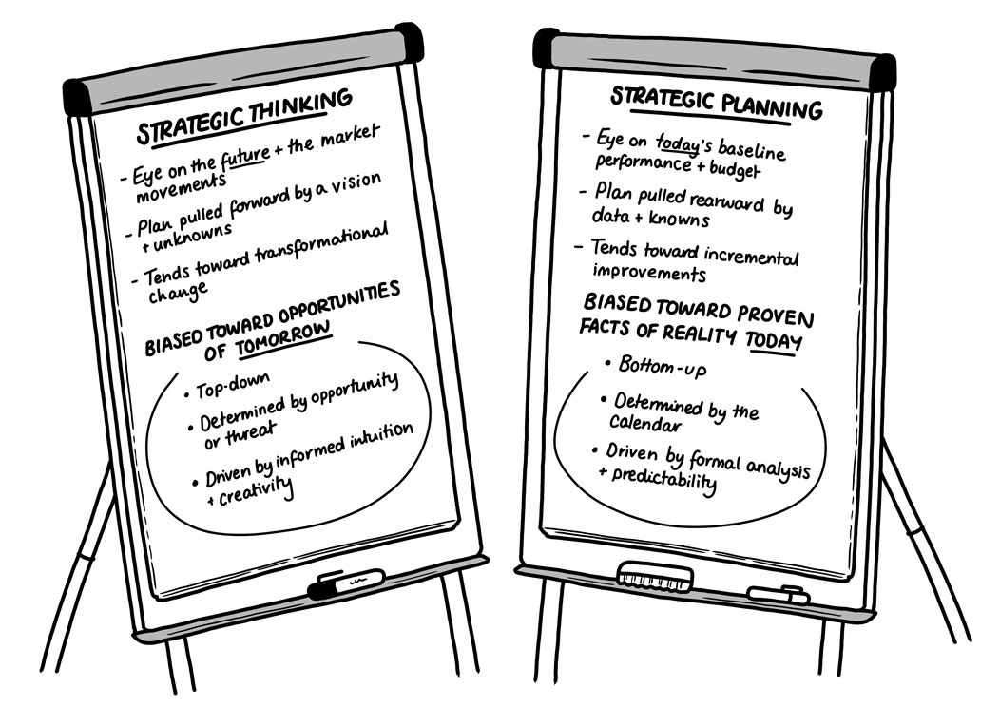 STRATEGIC THINKING
- Eye on the future + the market
movements
- Plan pulled forward by a vision
+ unknowns
- Tends toward transformational
change
BIASED TOWARD OPPORTUNITIES
OF TOMORROW
• Top-down
• Determined by opportunity
or threat
• Driven by informed intuition
+ creativity
STRATEGIC PLANNING
- Eye on today's baseline
performance + budget
- Plan pulled rearward by
data + knowns
- Tends toward incremental
improvements
BIASED TOWARD PROVEN
FACTS OF REALITY TODAY
• Bottom-up
• Determined by the
calendar
• Driven by formal analysis
+ predictability